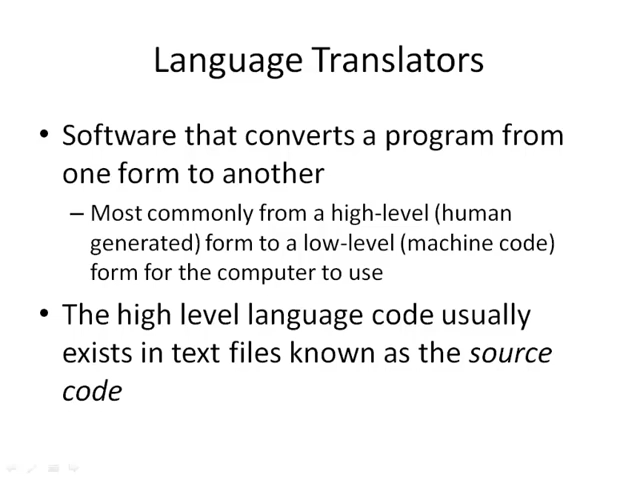 Language Translators
• Software that converts a program from
one form to another
– Most commonly from a high-level (human
generated) form to a low-level (machine code)
form for the computer to use
• The high level language code usually
exists in text files known as the source
code